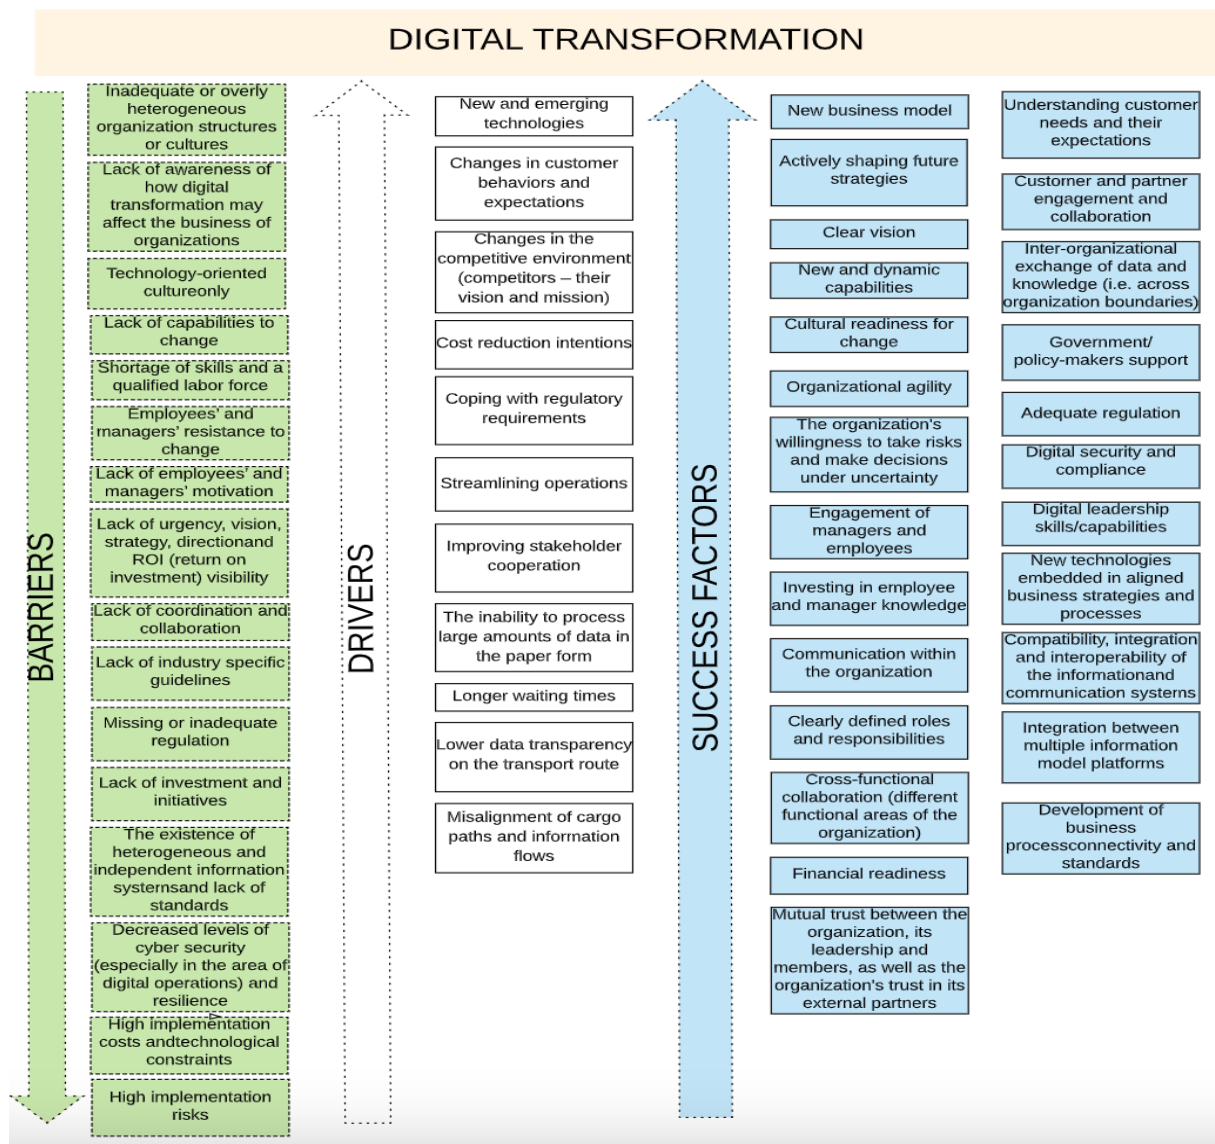 DIGITAL TRANSFORMATION
BARRIERS
Inadequate or overly
heterogeneous
organization structures
or cultures
Lack of awareness of
how digital
transformation may
affect the business of
organizations
Technology-oriented
cultureonly
Lack of capabilities to
change
Shortage of skills and a
qualified labor force
Employees' and
managers' resistance to
change
Lack of employees' and
managers' motivation
Lack of urgency, vision,
strategy, directionand
ROI (return on
investment) visibility
Lack of coordination and
collaboration
Lack of industry specific
guidelines
Missing or inadequate
regulation
Lack of investment and
initiatives
The existence of
heterogeneous and
independent information
systemsand lack of
standards
Decreased levels of
cyber security
(especially in the area of
digital operations) and
resilience
High implementation
costs andtechnological
constraints
High implementation
risks
DRIVERS
New and emerging
technologies
Changes in customer
behaviors and
expectations
Changes in the
competitive environment
(competitors – their
vision and mission)
Cost reduction intentions
Coping with regulatory
requirements
Streamlining operations
Improving stakeholder
cooperation
The inability to process
large amounts of data in
the paper form
Longer waiting times
Lower data transparency
on the transport route
Misalignment of cargo
paths and information
flows
SUCCESS FACTORS
New business model
Actively shaping future
strategies
Clear vision
New and dynamic
capabilities
Cultural readiness for
change
Organizational agility
The organization's
willingness to take risks
and make decisions
under uncertainty
Engagement of
managers and
employees
Investing in employee
and manager knowledge
Communication within
the organization
Clearly defined roles
and responsibilities
Cross-functional
collaboration (different
functional areas of the
organization)
Financial readiness
Mutual trust between the
organization, its
leadership and
members, as well as the
organization's trust in its
external partners
Understanding customer
needs and their
expectations
Customer and partner
engagement and
collaboration
Inter-organizational
exchange of data and
knowledge (i.e. across
organization boundaries)
Government/
policy-makers support
Adequate regulation
Digital security and
compliance
Digital leadership
skills/capabilities
New technologies
embedded in aligned
business strategies and
processes
Compatibility, integration
and interoperability of
the informationand
communication systems
Integration between
multiple information
model platforms
Development of
business
processconnectivity and
standards